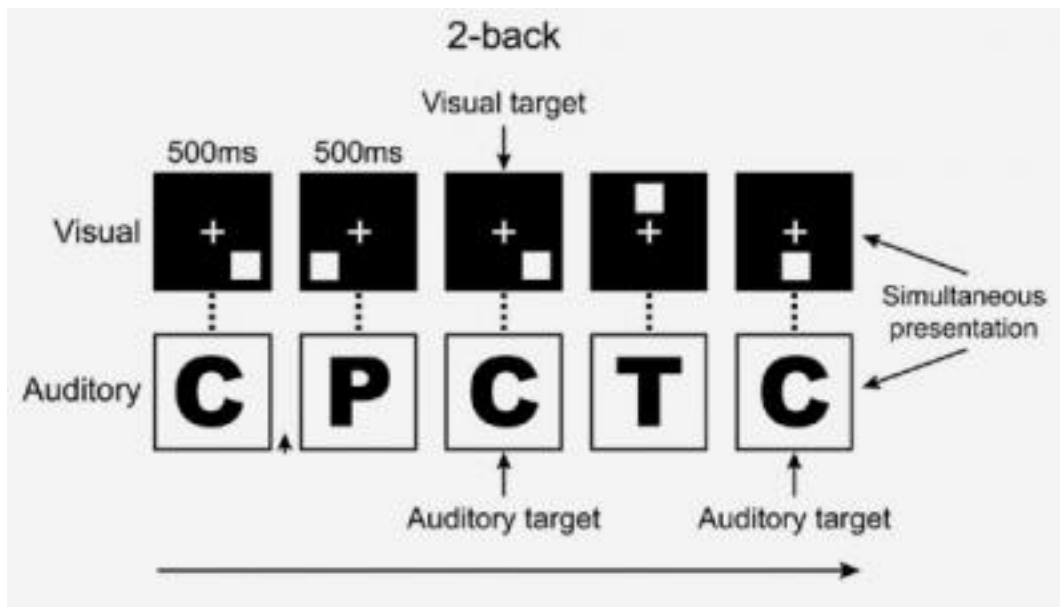 2-back
Visual target
500ms 500ms
Visual
Simultaneous
presentation
Auditory C P C T C
Auditory target Auditory target